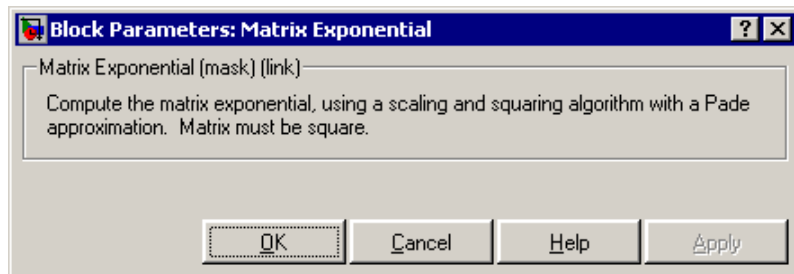 Block Parameters: Matrix Exponential
Matrix Exponential (mask) (link)
Compute the matrix exponential, using a scaling and squaring algorithm with a Pade
approximation. Matrix must be square.
OK Cancel Help Apply